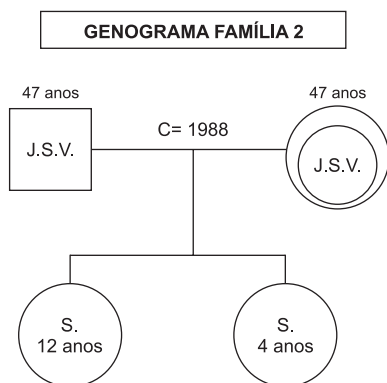 GENOGRAMA FAMÍLIA 2
47 anos
47 anos
C= 1988
J.S.V.
J.S.V.
S.
12 anos
S.
4 anos